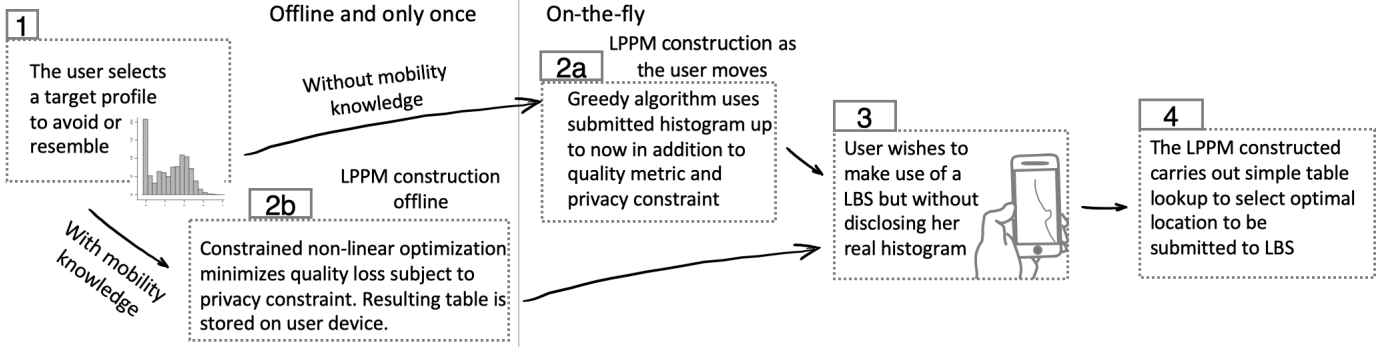 Offline and only once
On-the-fly
1
The user selects
a target profile
to avoid or
resemble
Without mobility
knowledge
With mobility
knowledge
LPPM construction
offline
2b
Constrained non-linear optimization
minimizes quality loss subject to
privacy constraint. Resulting table is
stored on user device.
LPPM construction as
the user moves
2a
Greedy algorithm uses
submitted histogram up
to now in addition to
quality metric and
privacy constraint
3
User wishes to
make use of a
LBS but without
disclosing her
real histogram
4
The LPPM constructed
carries out simple table
lookup to select optimal
location to be
submitted to LBS